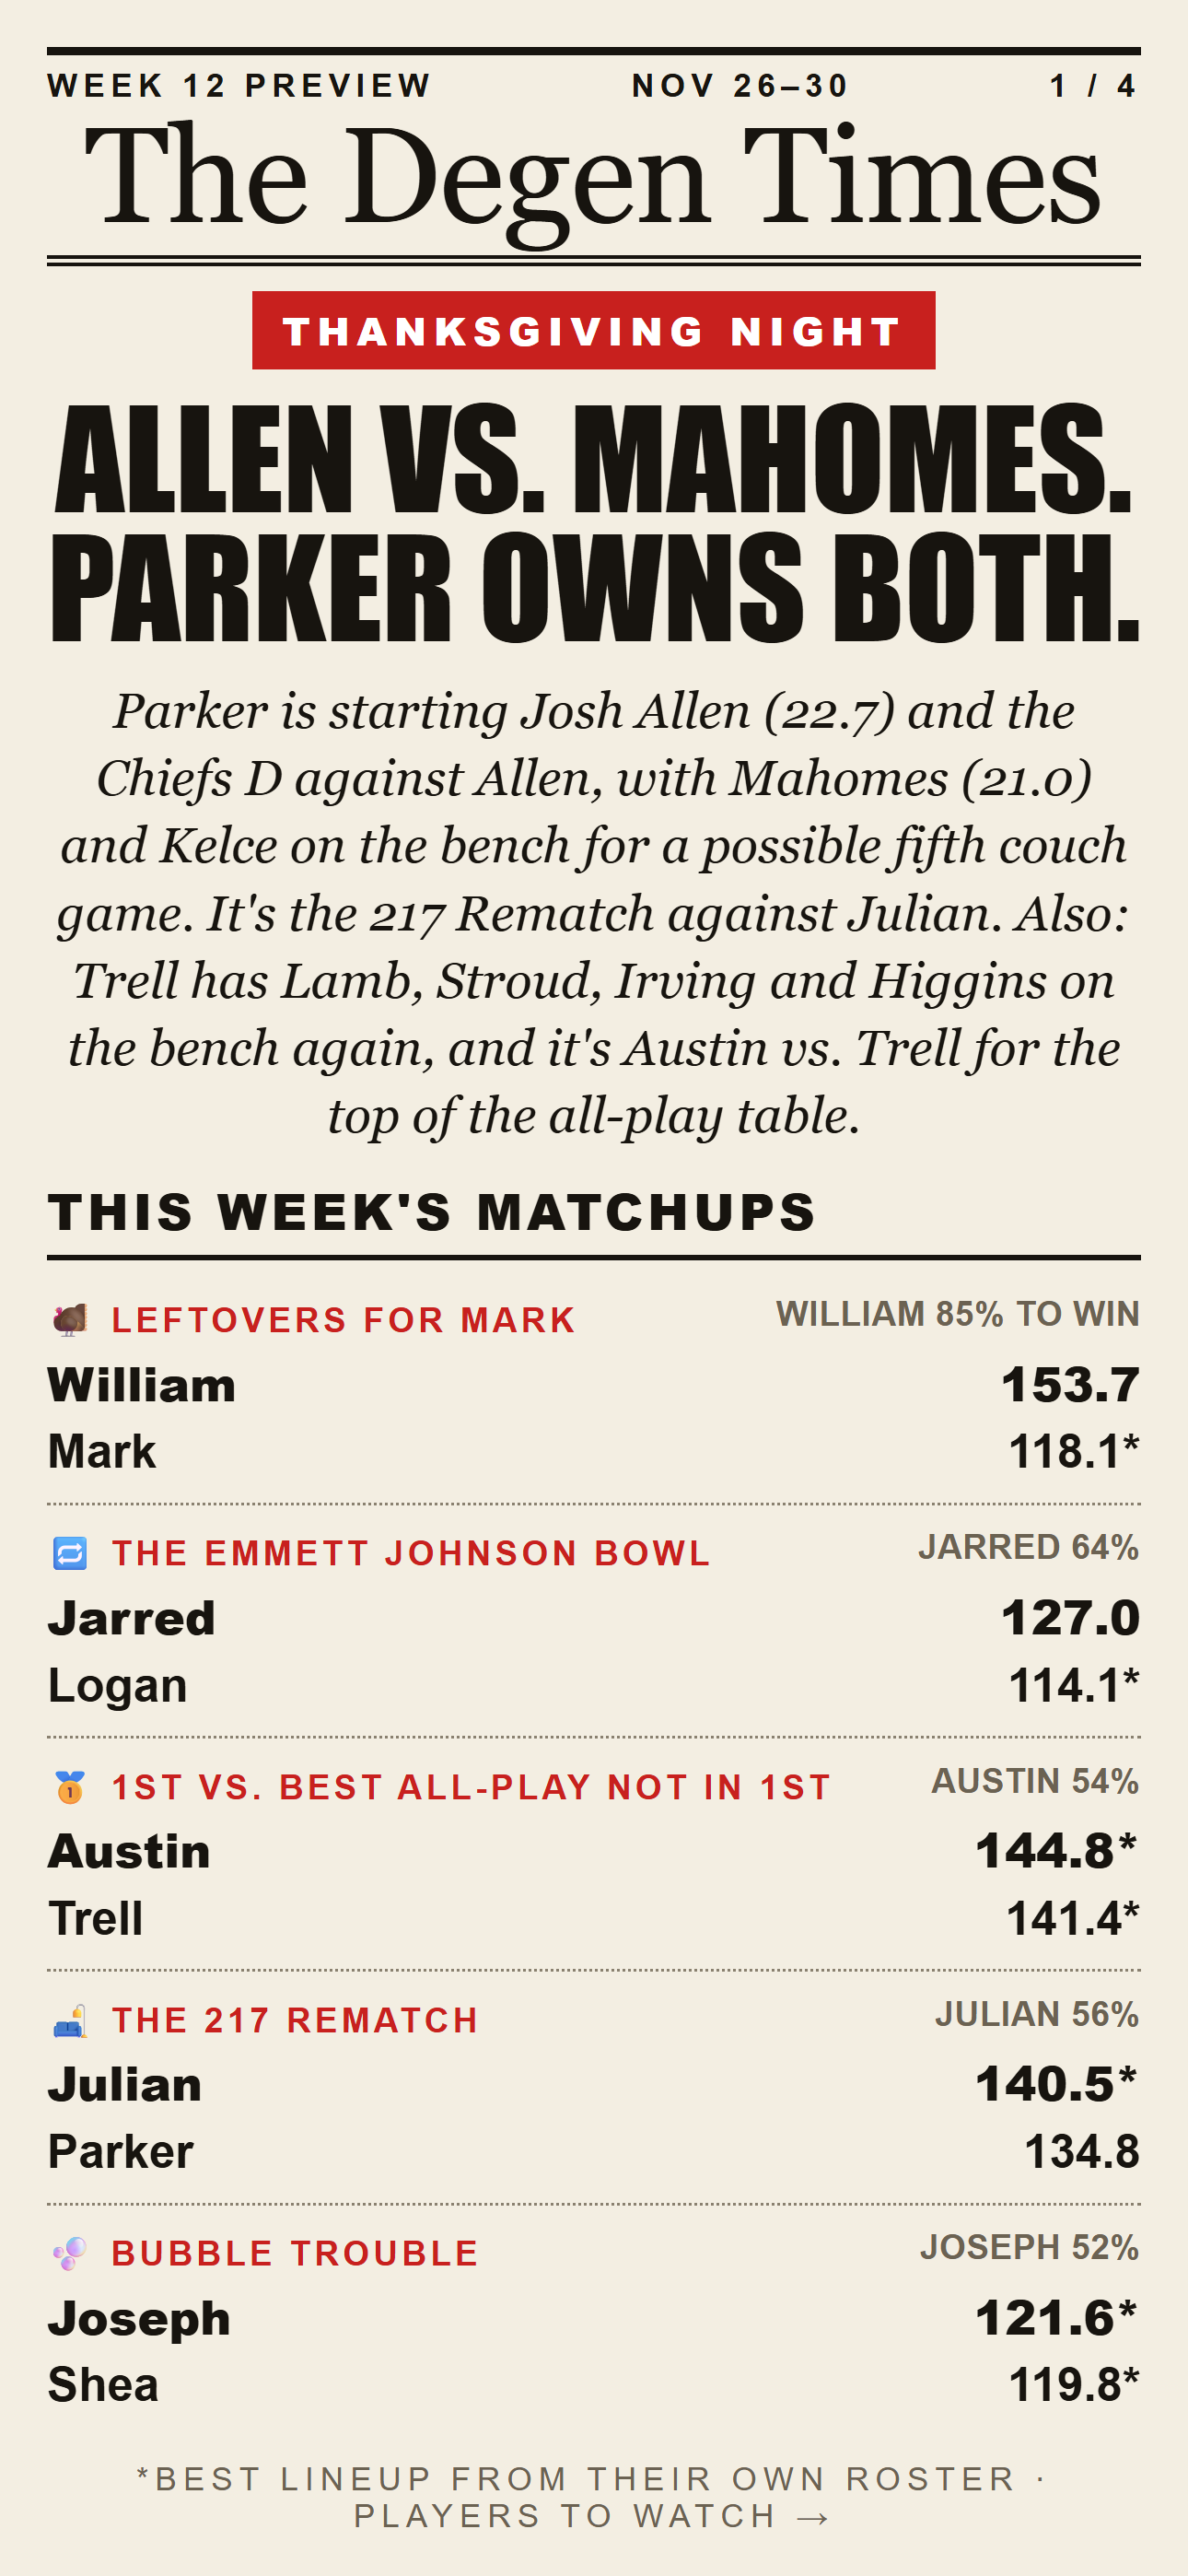 WEEK 12 PREVIEW NOV 26–30 1 / 4
The Degen Times
THANKSGIVING NIGHT
ALLEN VS. MAHOMES.
PARKER OWNS BOTH.
Parker is starting Josh Allen (22.7) and the
Chiefs D against Allen, with Mahomes (21.0)
and Kelce on the bench for a possible fifth couch
game. It's the 217 Rematch against Julian. Also:
Trell has Lamb, Stroud, Irving and Higgins on
the bench again, and it's Austin vs. Trell for the
top of the all-play table.
THIS WEEK'S MATCHUPS
LEFTOVERS FOR MARK WILLIAM 85% TO WIN
William 153.7
Mark 118.1*
THE EMMETT JOHNSON BOWL JARRED 64%
Jarred 127.0
Logan 114.1*
1ST VS. BEST ALL-PLAY NOT IN 1ST AUSTIN 54%
Austin 144.8*
Trell 141.4*
THE 217 REMATCH JULIAN 56%
Julian 140.5*
Parker 134.8
BUBBLE TROUBLE JOSEPH 52%
Joseph 121.6*
Shea 119.8*
*BEST LINEUP FROM THEIR OWN ROSTER ·
PLAYERS TO WATCH →